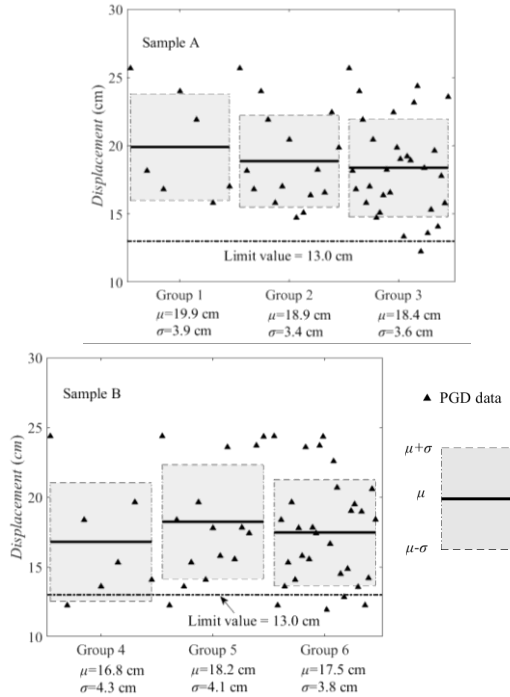 30
Sample A
25
20
15
10
Displacement (cm)
Limit value = 13.0 cm
Group 1
μ=19.9 cm
σ=3.9 cm
Group 2
μ=18.9 cm
σ=3.4 cm
Group 3
μ=18.4 cm
σ=3.6 cm
30
Sample B
25
20
15
10
Displacement (cm)
Limit value = 13.0 cm
Group 4
μ=16.8 cm
σ=4.3 cm
Group 5
μ=18.2 cm
σ=4.1 cm
Group 6
μ=17.5 cm
σ=3.8 cm
PGD data
μ+σ
μ
μ-σ